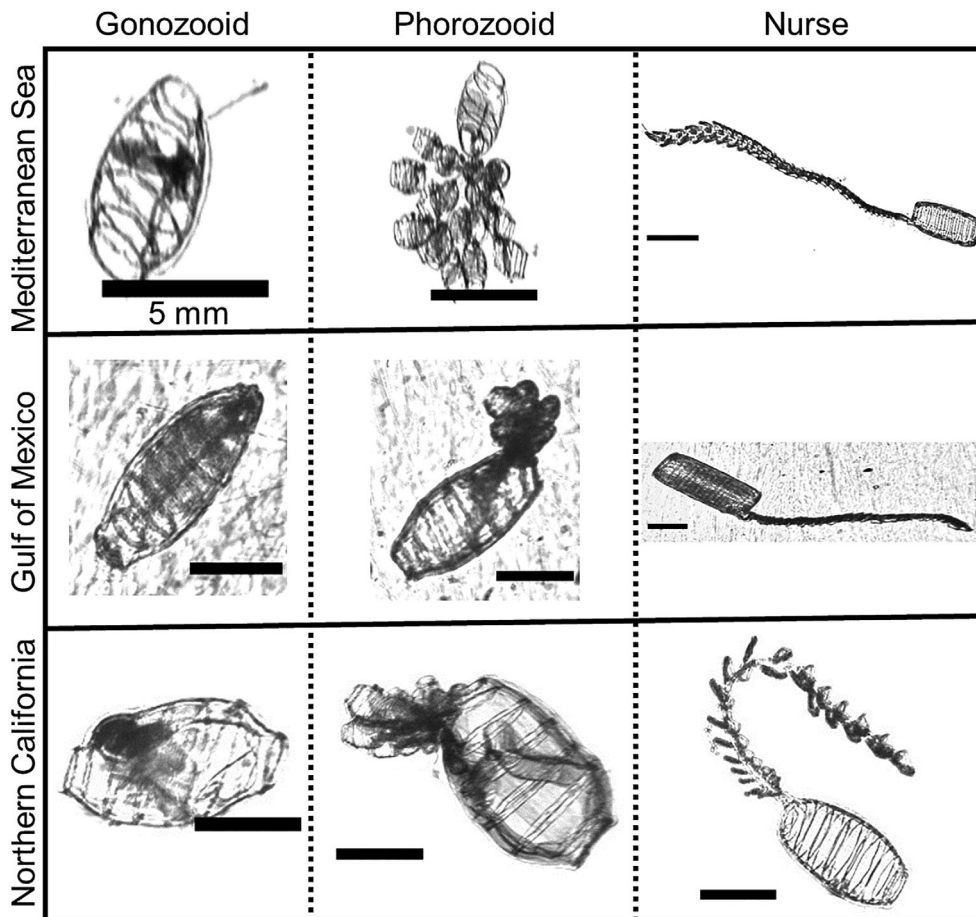 Gonozooid
Phorozooid
Nurse
Mediterranean Sea
5 mm
Gulf of Mexico
Northern California